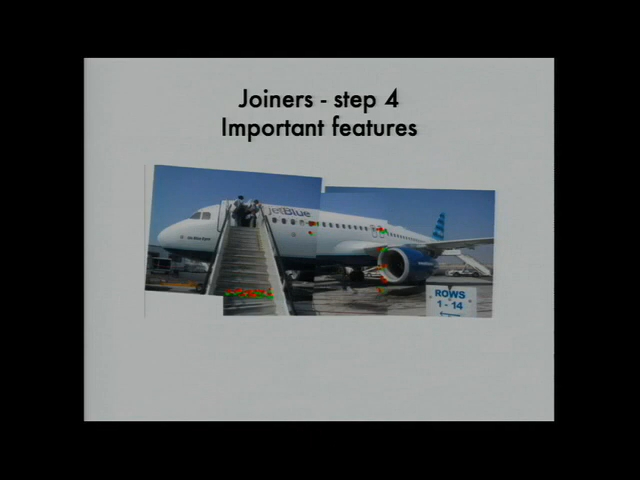 Joiners - step 4
Important features
jetBlue
ROWS
1 - 14